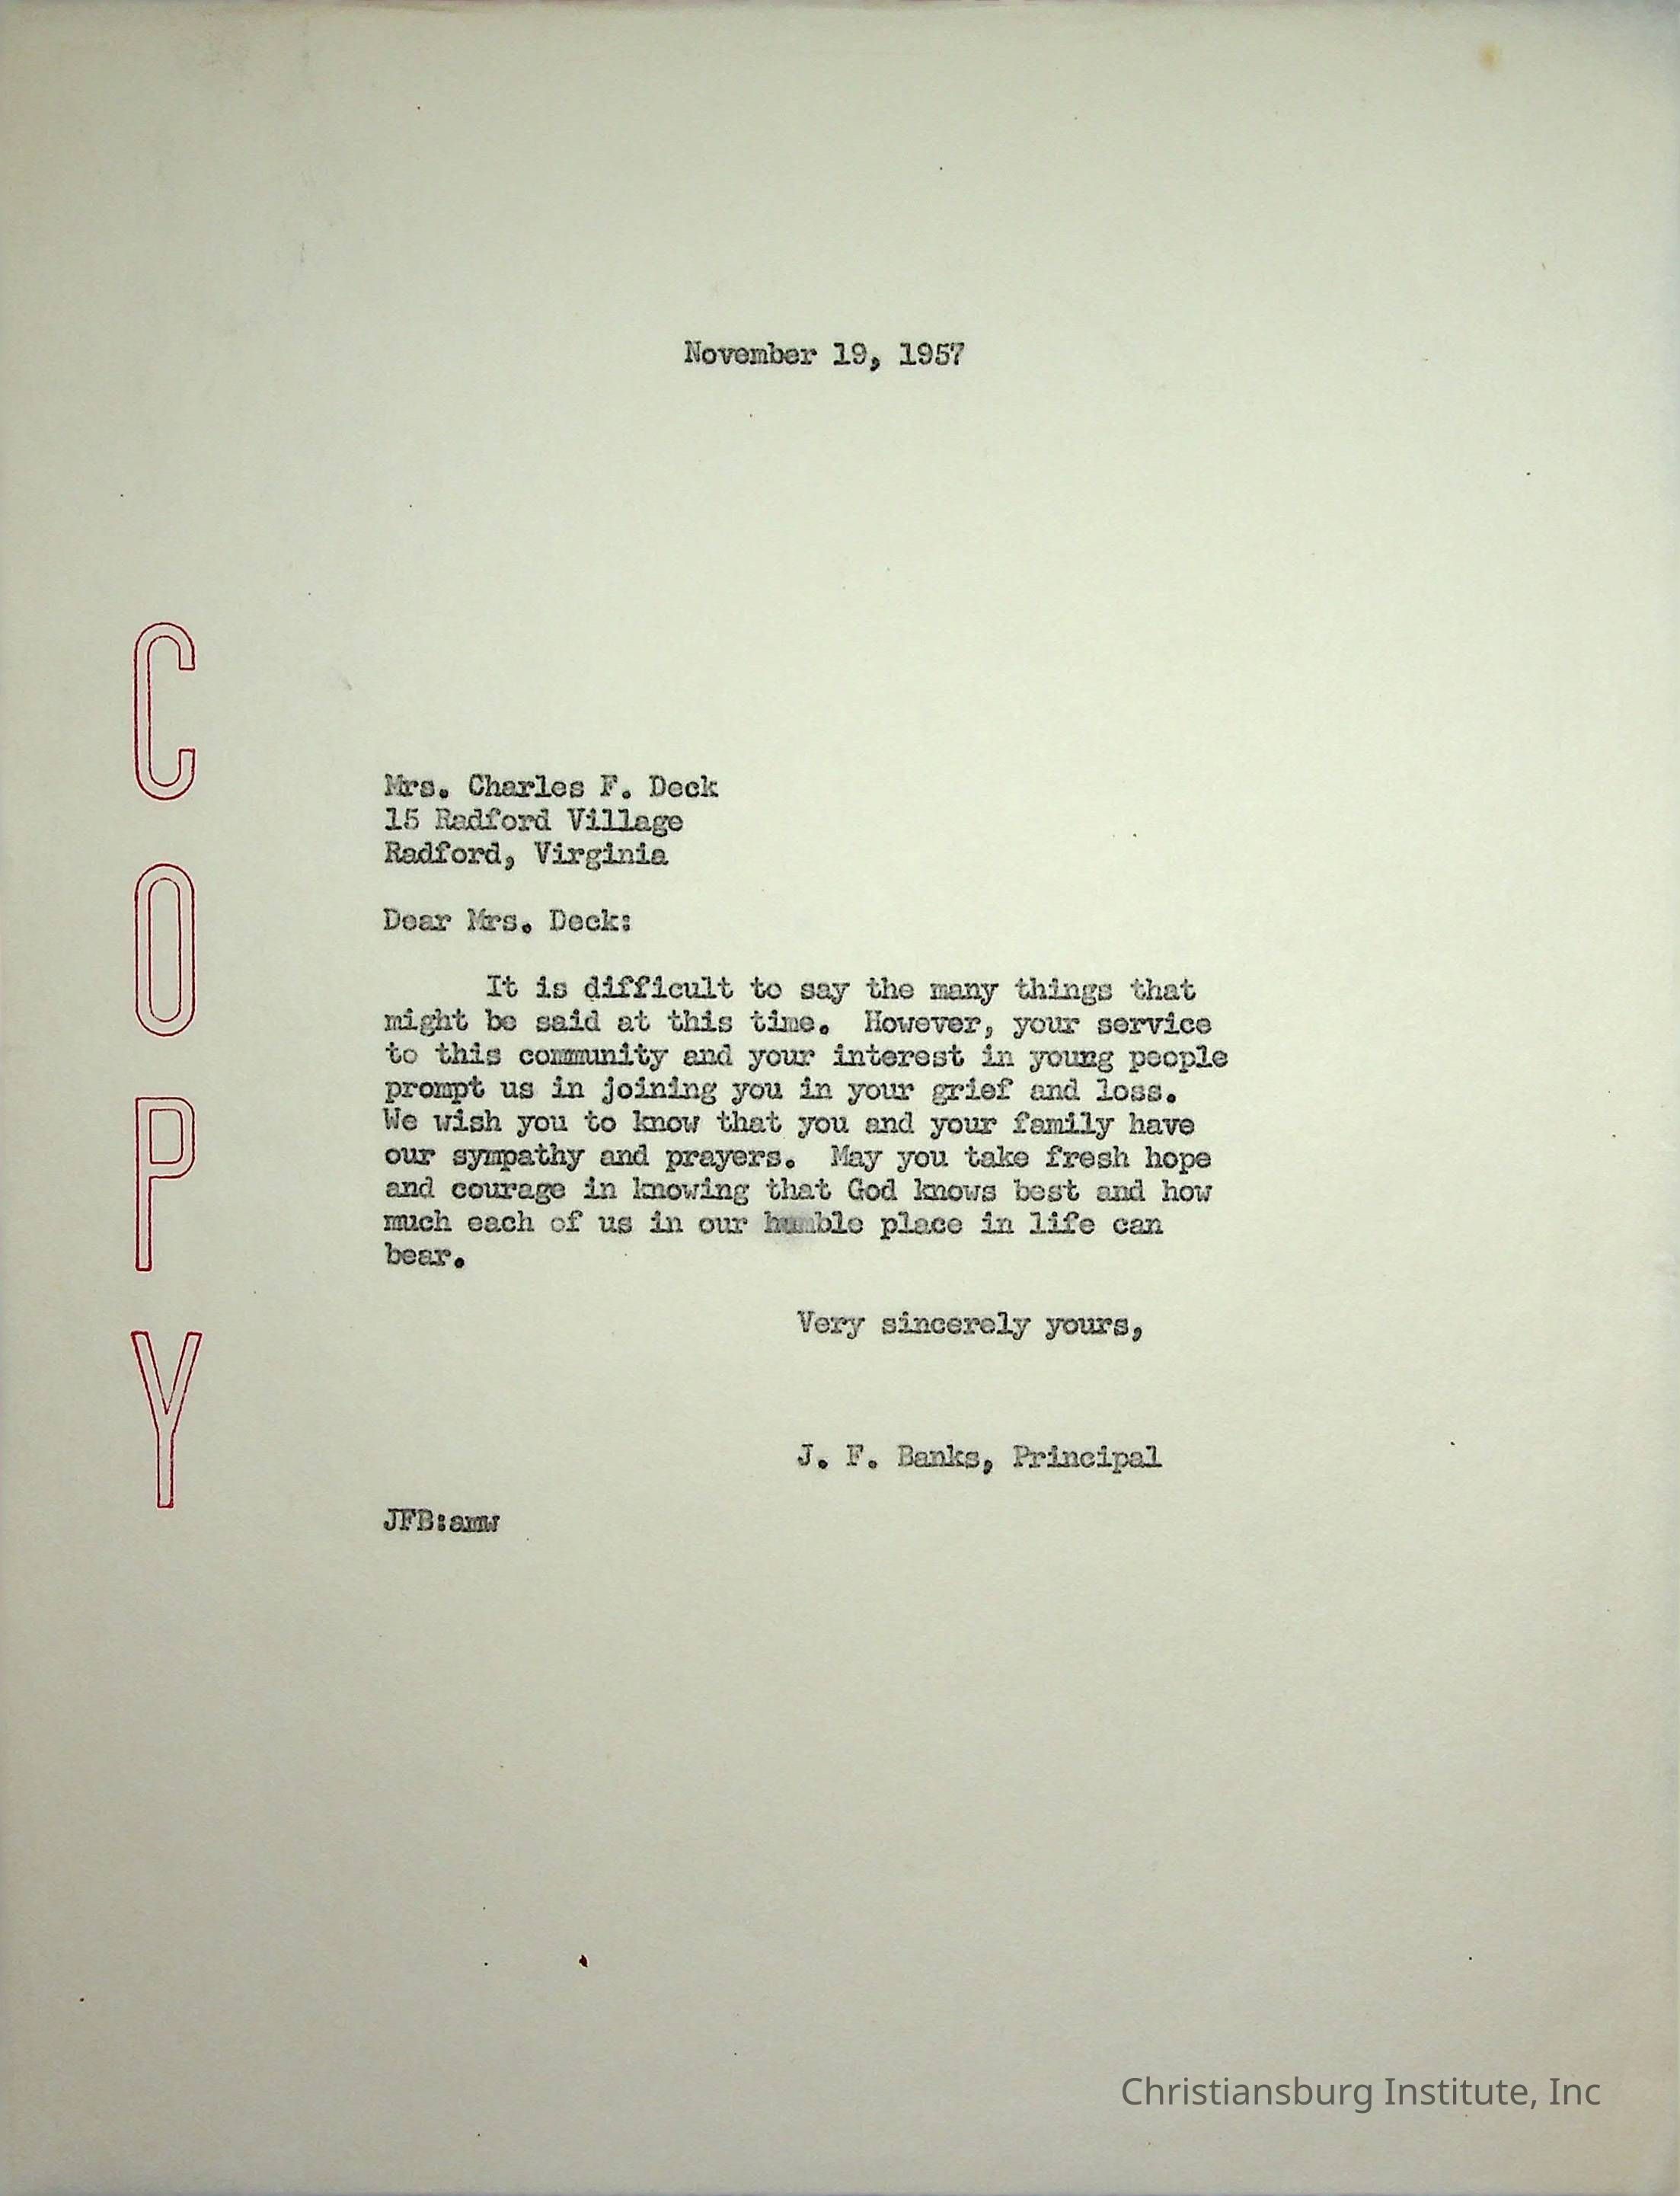 November 19, 1957
COPY
Mrs. Charles F. Deck
15 Radford Village
Radford, Virginia
Dear Mrs. Deck:
It is difficult to say the many things that
might be said at this time. However, your service
to this community and your interest in young people
prompt us in joining you in your grief and loss.
We wish you to know that you and your family have
our sympathy and prayers. May you take fresh hope
and courage in knowing that God knows best and how
much each of us in our humble place in life can
bear.
Very sincerely yours,
J. F. Banks, Principal
JFB:amw
Christiansburg Institute, Inc